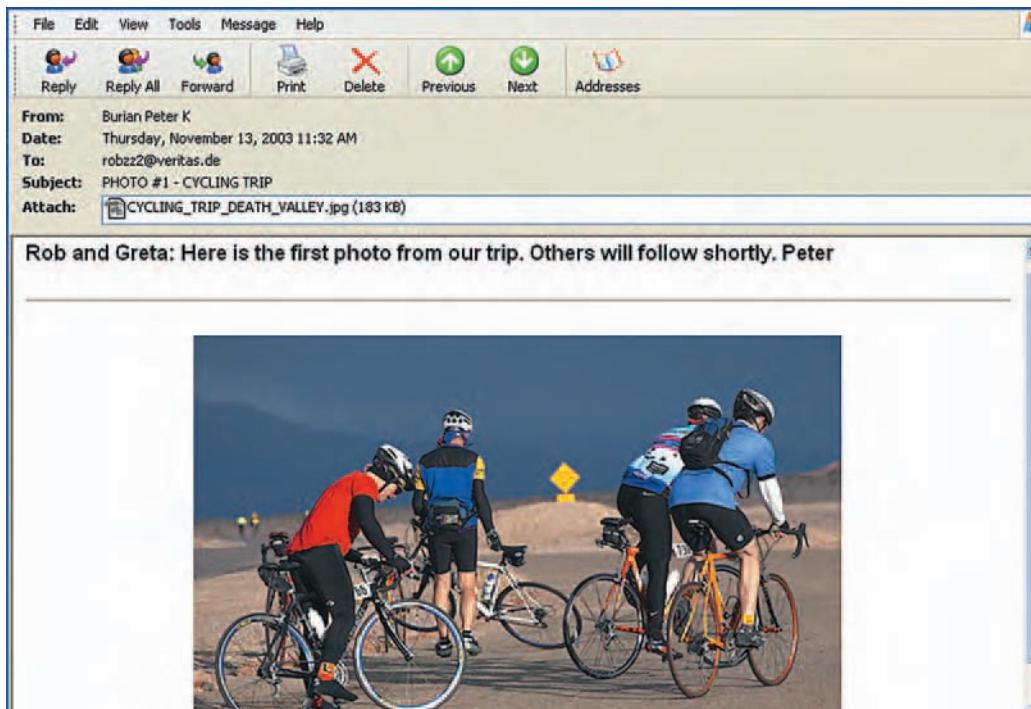 File Edit View Tools Message Help
Reply Reply All Forward Print Delete Previous Next Addresses
From: Burian Peter K
Date: Thursday, November 13, 2003 11:32 AM
To: robzz2@veritas.de
Subject: PHOTO #1 - CYCLING TRIP
Attach: CYCLING_TRIP_DEATH_VALLEY.jpg (183 KB)
Rob and Greta: Here is the first photo from our trip. Others will follow shortly. Peter